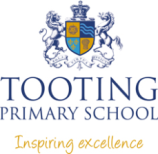 TOOTING
PRIMARY SCHOOL
Inspiring excellence